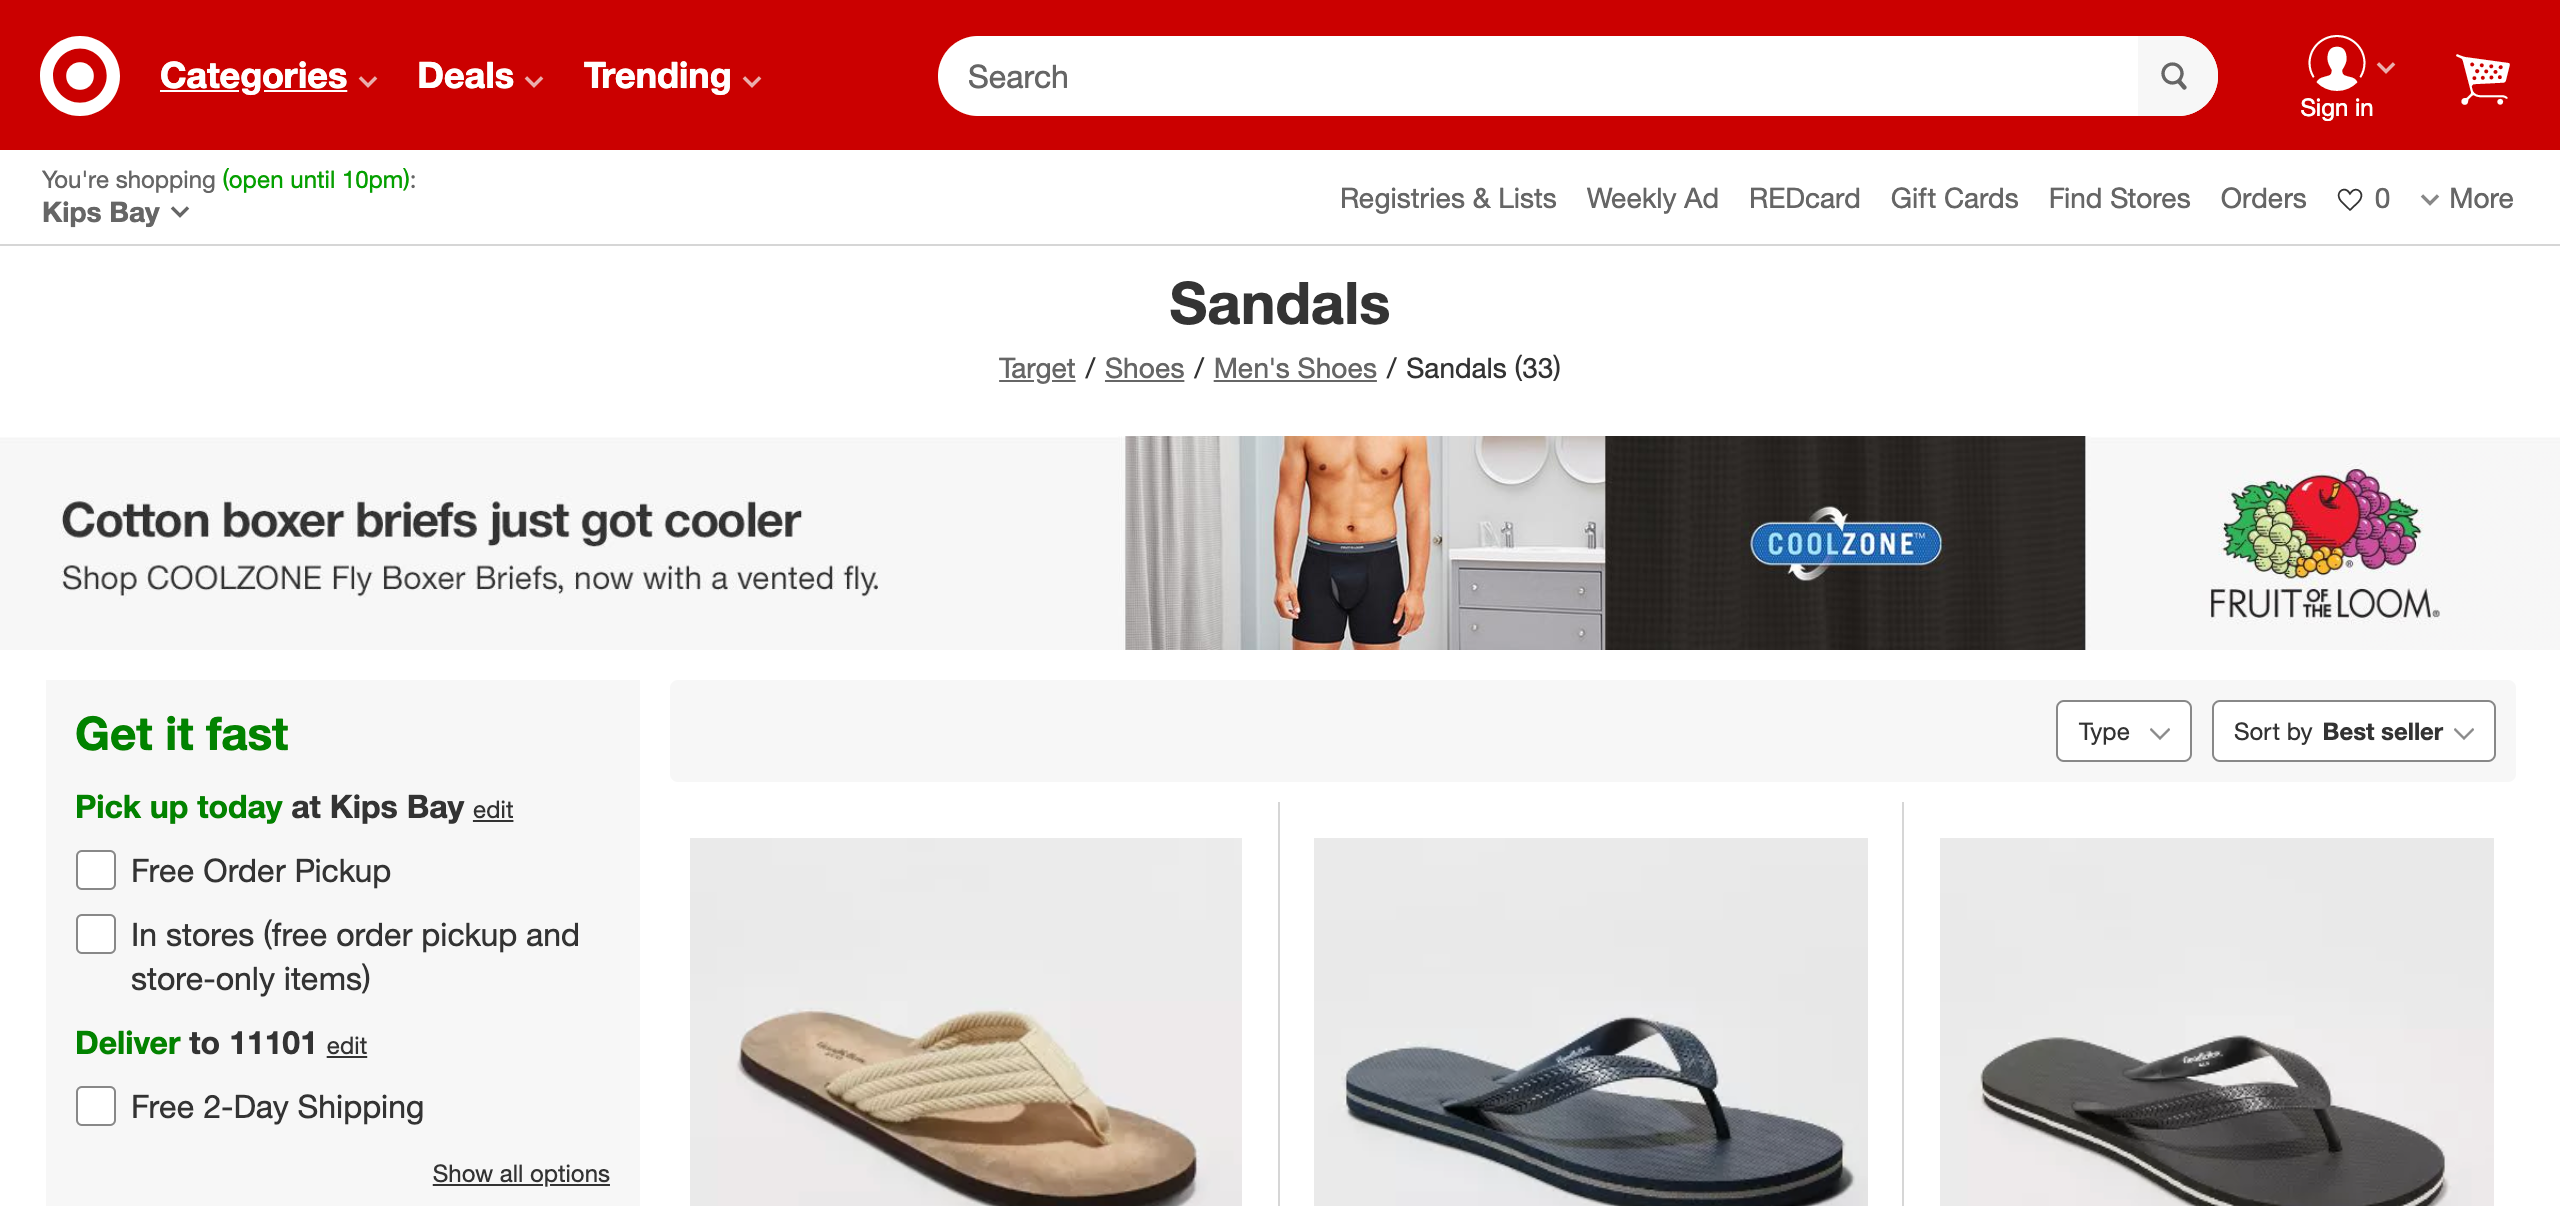 Categories Deals Trending
Search
Sign in
You're shopping (open until 10pm):
Kips Bay
Registries & Lists Weekly Ad REDcard Gift Cards Find Stores Orders 0 More
Sandals
Target / Shoes / Men's Shoes / Sandals (33)
Cotton boxer briefs just got cooler
Shop COOLZONE Fly Boxer Briefs, now with a vented fly.
COOLZONE™
FRUIT OF THE LOOM®
Get it fast
Type
Sort by Best seller
Pick up today at Kips Bay edit
Free Order Pickup
In stores (free order pickup and
store-only items)
Deliver to 11101 edit
Free 2-Day Shipping
Show all options